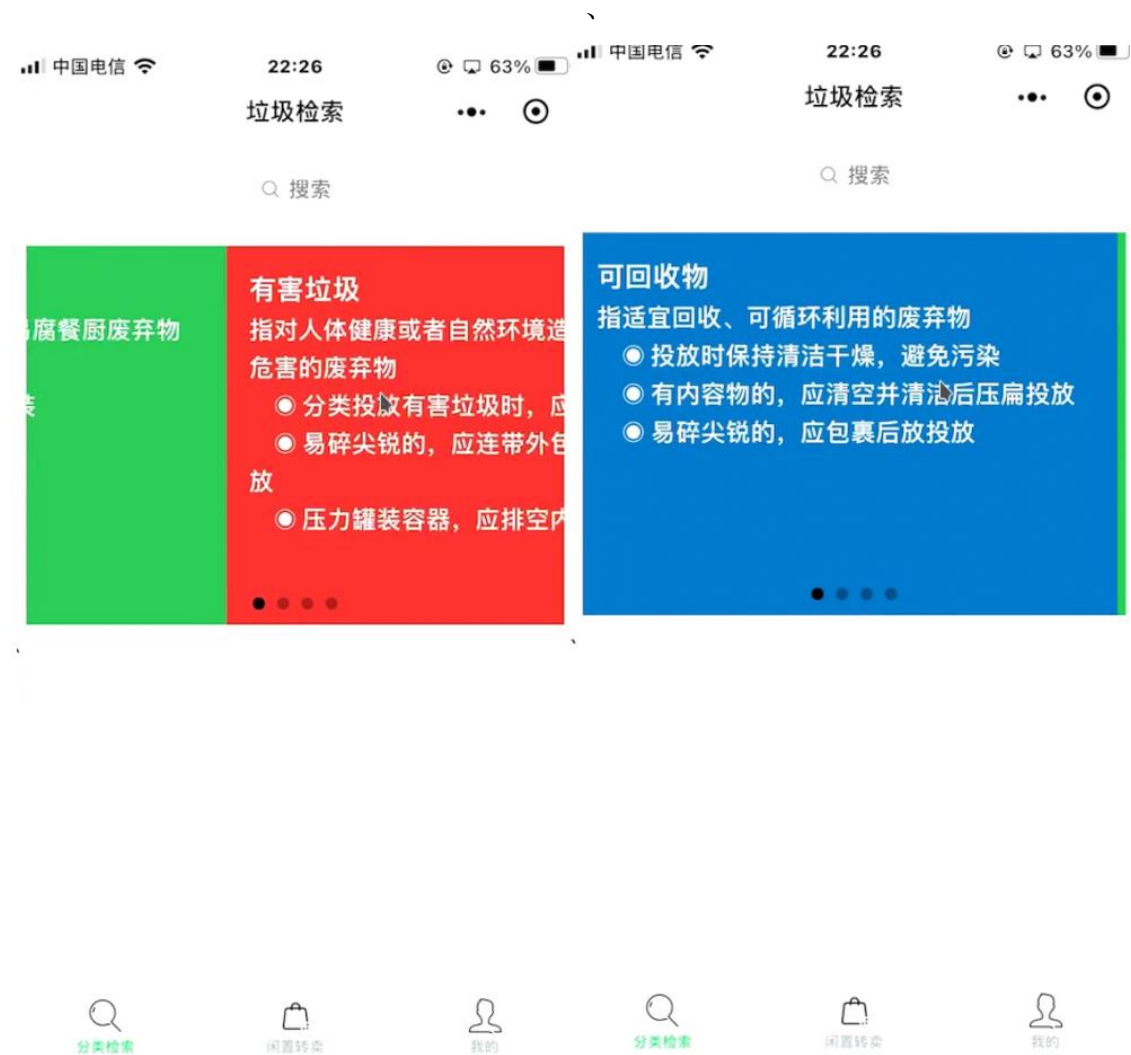 、
中国电信 22:26 63%
垃圾检索
搜索
腐餐厨废弃物
有害垃圾
指对人体健康或者自然环境造
危害的废弃物
◉ 分类投放有害垃圾时，应
◉ 易碎尖锐的，应连带外包
放
◉ 压力罐装容器，应排空内
、
分类检索 闲置转卖 我的
中国电信 22:26 63%
垃圾检索
搜索
可回收物
指适宜回收、可循环利用的废弃物
◉ 投放时保持清洁干燥，避免污染
◉ 有内容物的，应清空并清洁后压扁投放
◉ 易碎尖锐的，应包裹后放投放
、
分类检索 闲置转卖 我的